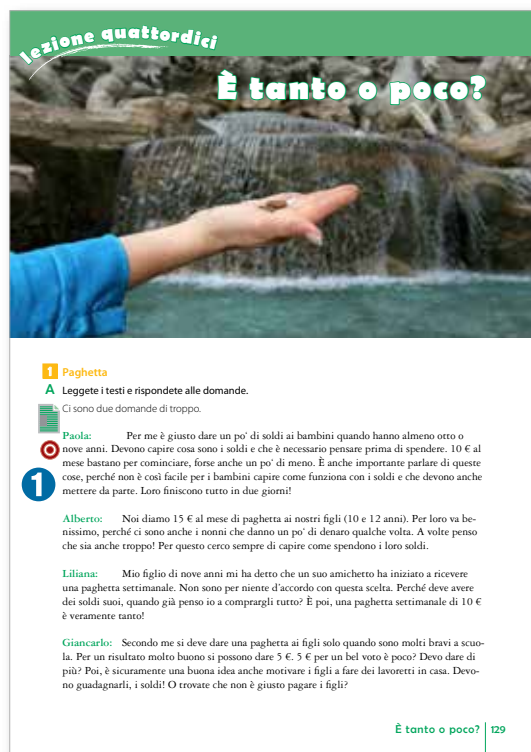 lezione quattordici
È tanto o poco?
1 Paghetta
A Leggete i testi e rispondete alle domande.
Ci sono due domande di troppo.
1
Paola: Per me è giusto dare un po‘ di soldi ai bambini quando hanno almeno otto o
nove anni. Devono capire cosa sono i soldi e che è necessario pensare prima di spendere. 10 € al
mese bastano per cominciare, forse anche un po‘ di meno. È anche importante parlare di queste
cose, perché non è così facile per i bambini capire come funziona con i soldi e che devono anche
mettere da parte. Loro finiscono tutto in due giorni!
Alberto: Noi diamo 15 € al mese di paghetta ai nostri figli (10 e 12 anni). Per loro va be-
nissimo, perché ci sono anche i nonni che danno un po‘ di denaro qualche volta. A volte penso
che sia anche troppo! Per questo cerco sempre di capire come spendono i loro soldi.
Liliana: Mio figlio di nove anni mi ha detto che un suo amichetto ha iniziato a ricevere
una paghetta settimanale. Non sono per niente d’accordo con questa scelta. Perché deve avere
dei soldi suoi, quando già penso io a comprargli tutto? È poi, una paghetta settimanale di 10 €
è veramente tanto!
Giancarlo: Secondo me si deve dare una paghetta ai figli solo quando sono molti bravi a scuo-
la. Per un risultato molto buono si possono dare 5 €. 5 € per un bel voto è poco? Devo dare di
più? Poi, è sicuramente una buona idea anche motivare i figli a fare dei lavoretti in casa. Devo-
no guadagnarli, i soldi! O trovate che non è giusto pagare i figli?
È tanto o poco? 129